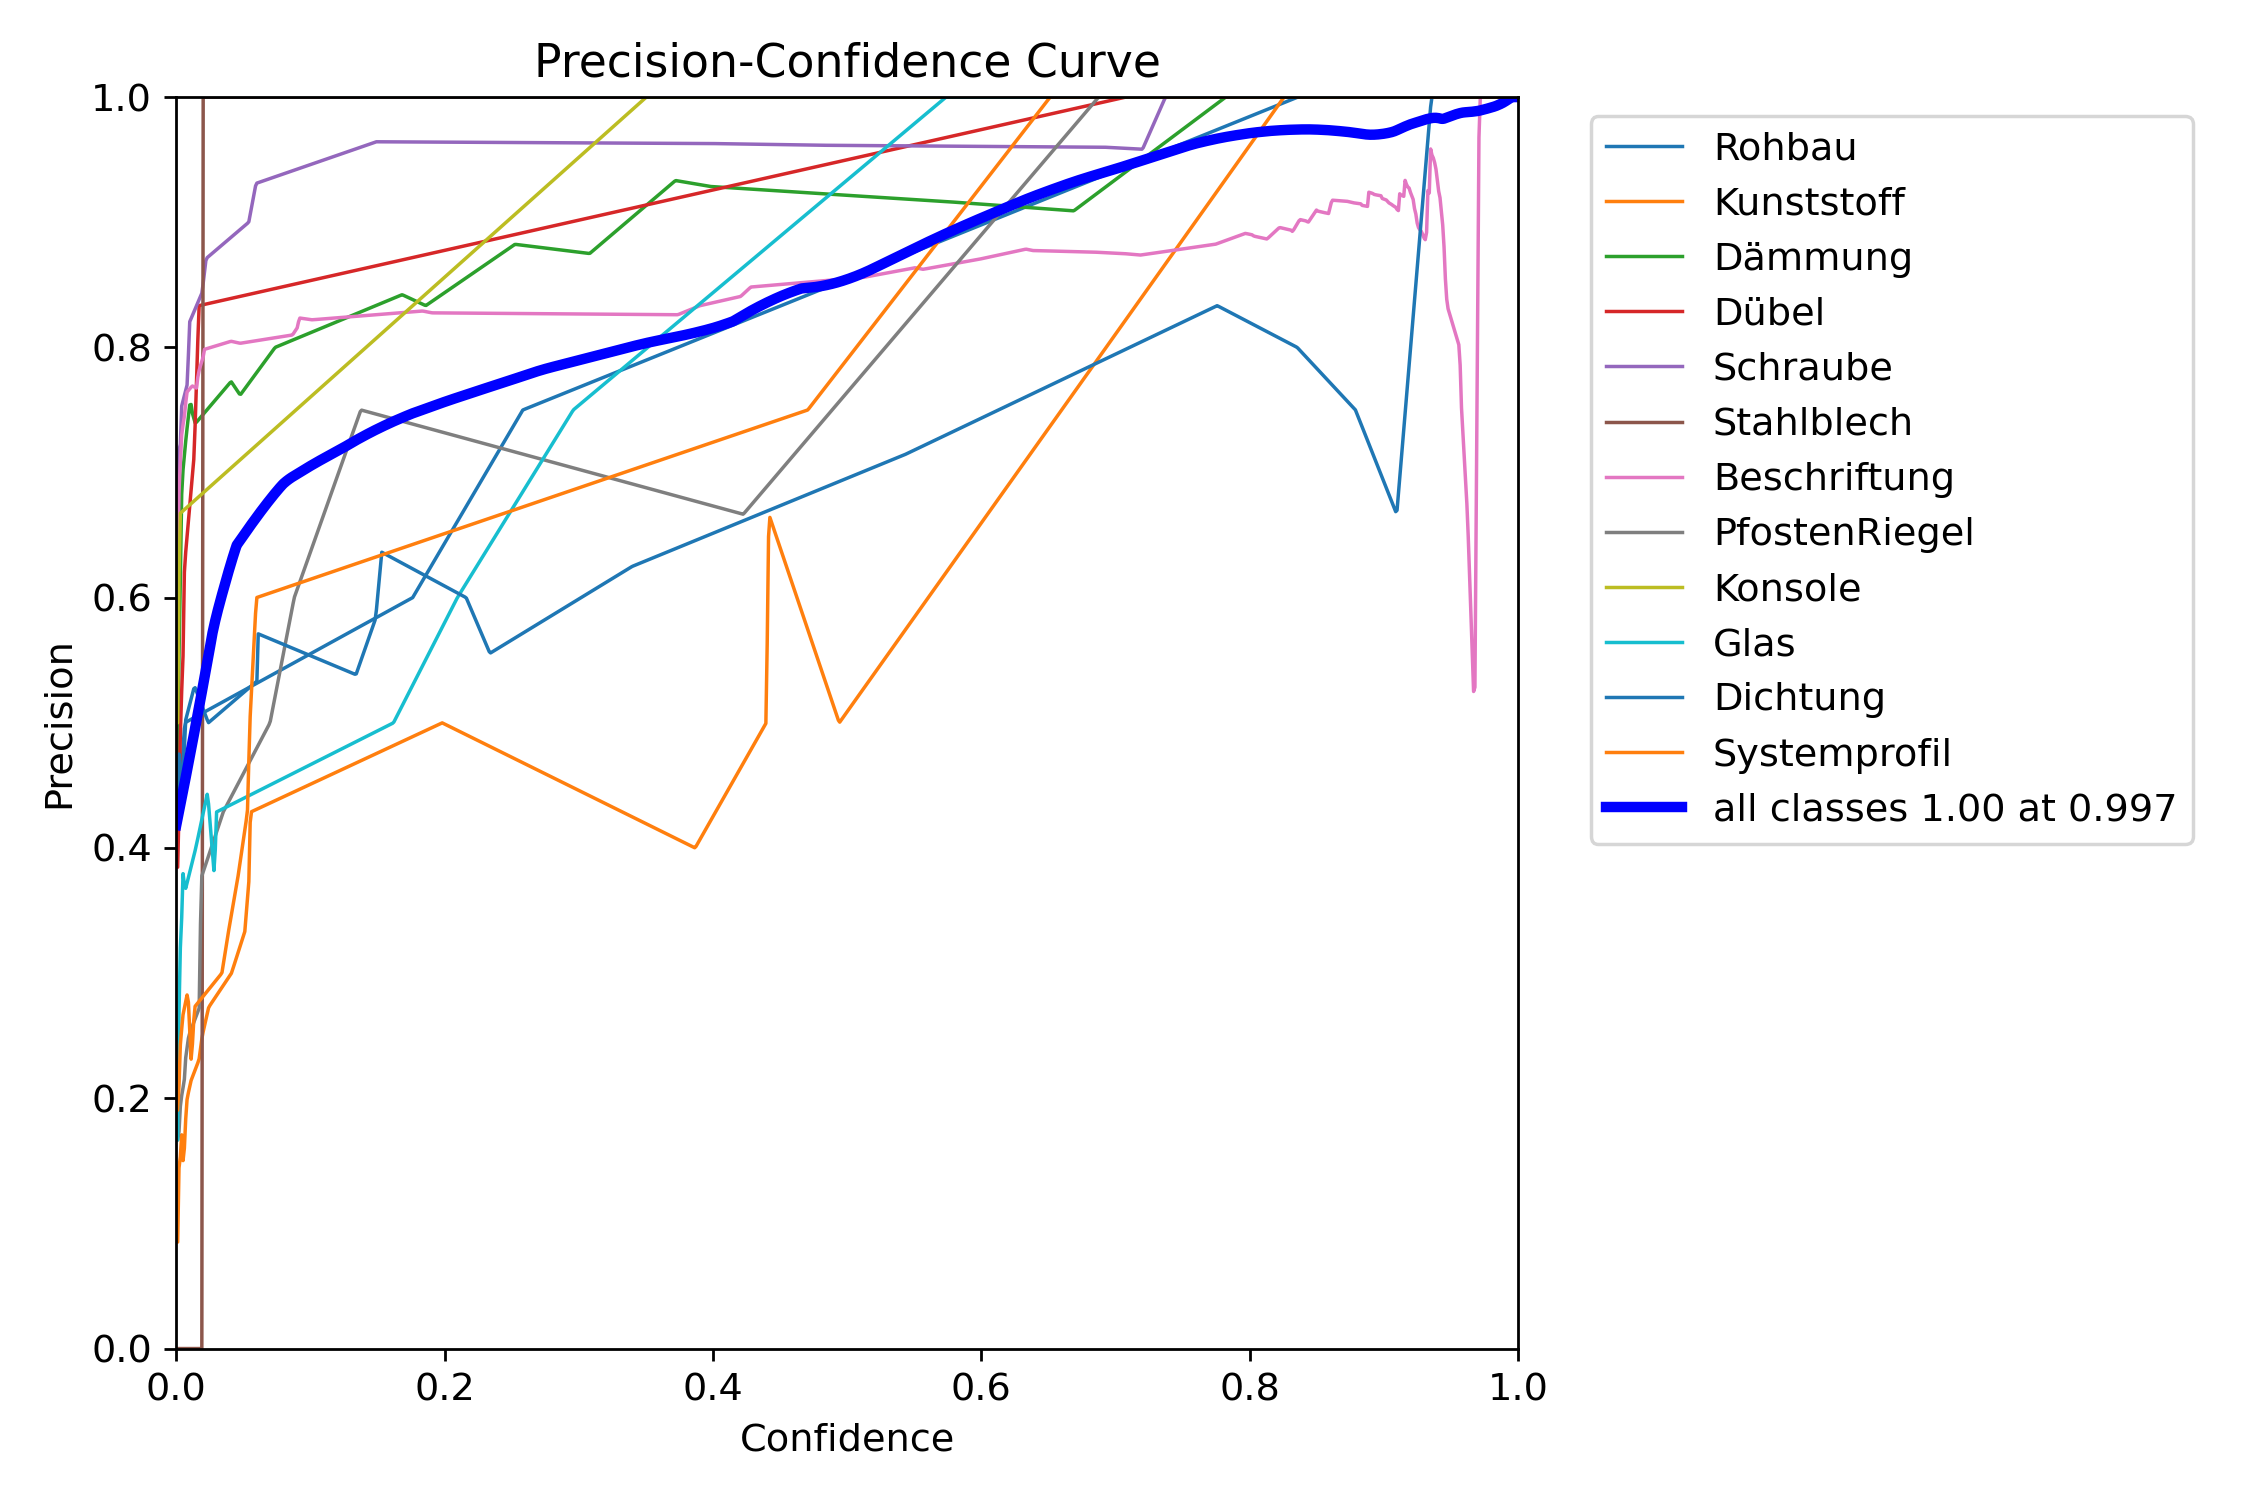 Precision-Confidence Curve
1.0
0.8
0.6
0.4
0.2
0.0
Precision
0.0 0.2 0.4 0.6 0.8 1.0
Confidence
Rohbau
Kunststoff
Dämmung
Dübel
Schraube
Stahlblech
Beschriftung
PfostenRiegel
Konsole
Glas
Dichtung
Systemprofil
all classes 1.00 at 0.997